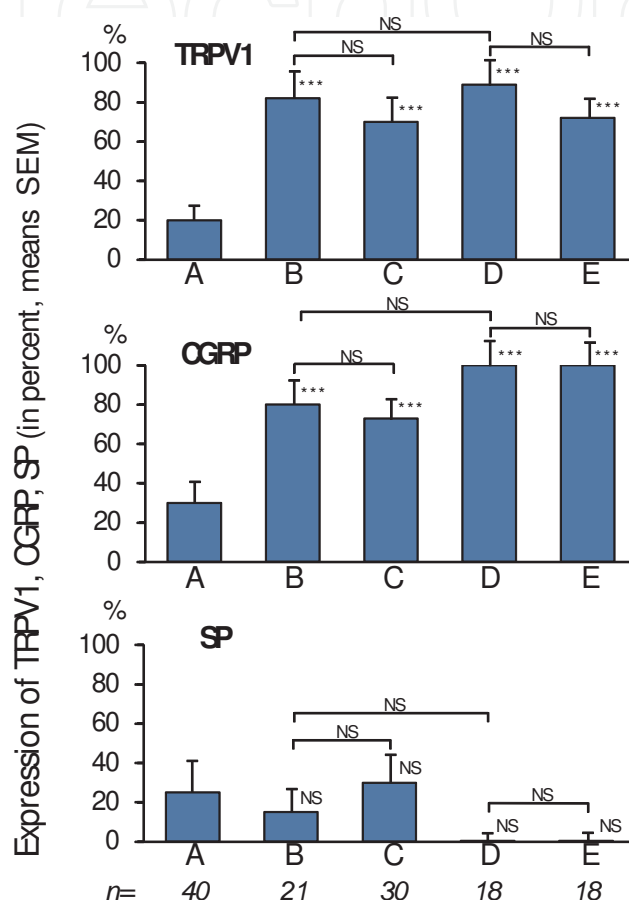 Expression of TRPV1, CGRP, SP (in percent, means SEM)
NS
TRPV1 NS NS
%
100
80
60
40
20
0
***
***
***
***
A B C D E
NS
%
CGRP NS NS
100
80
60
40
20
0
***
***
***
***
A B C D E
%
SP
100
80
60
40
20
0
NS
NS
NS
NS
NS
NS
NS
A B C D E
n= 40 21 30 18 18